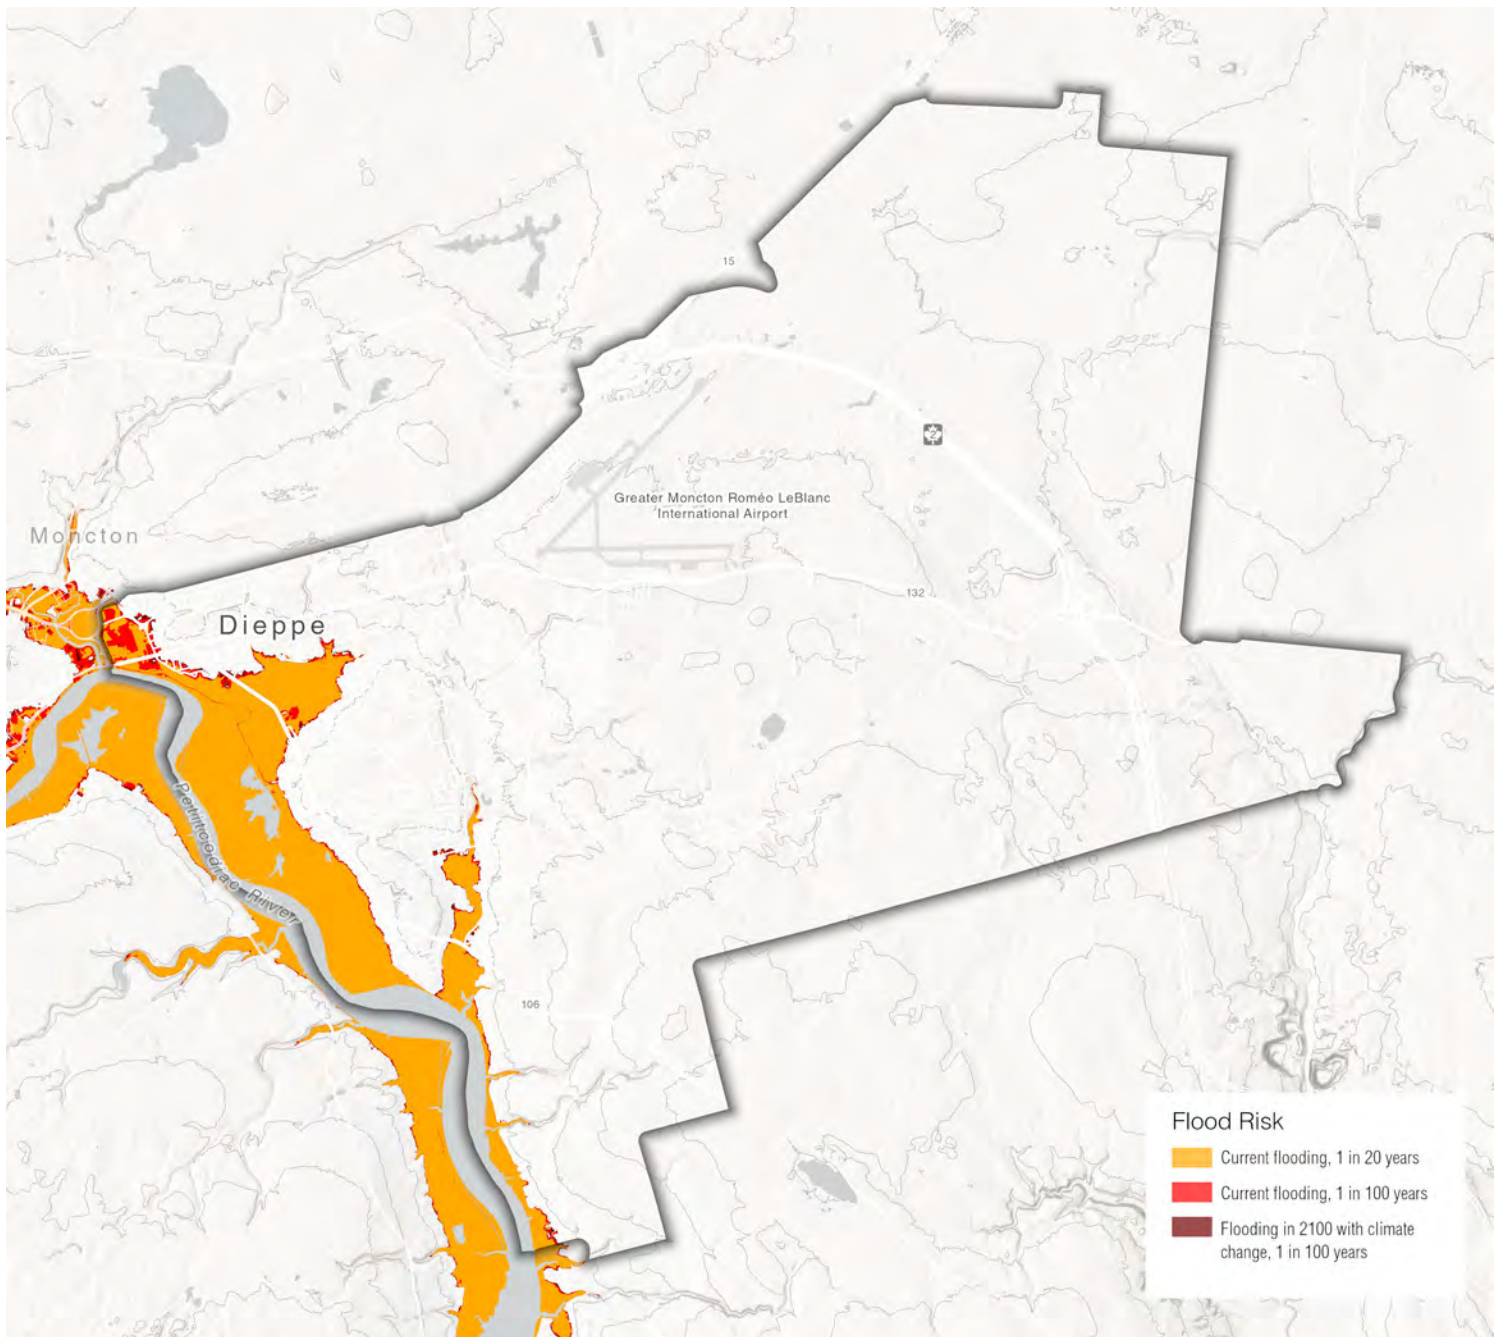 15
2
Greater Moncton Roméo LeBlanc
International Airport
Moncton
132
Dieppe
Petitcodiac River
106
Flood Risk
Current flooding, 1 in 20 years
Current flooding, 1 in 100 years
Flooding in 2100 with climate
change, 1 in 100 years